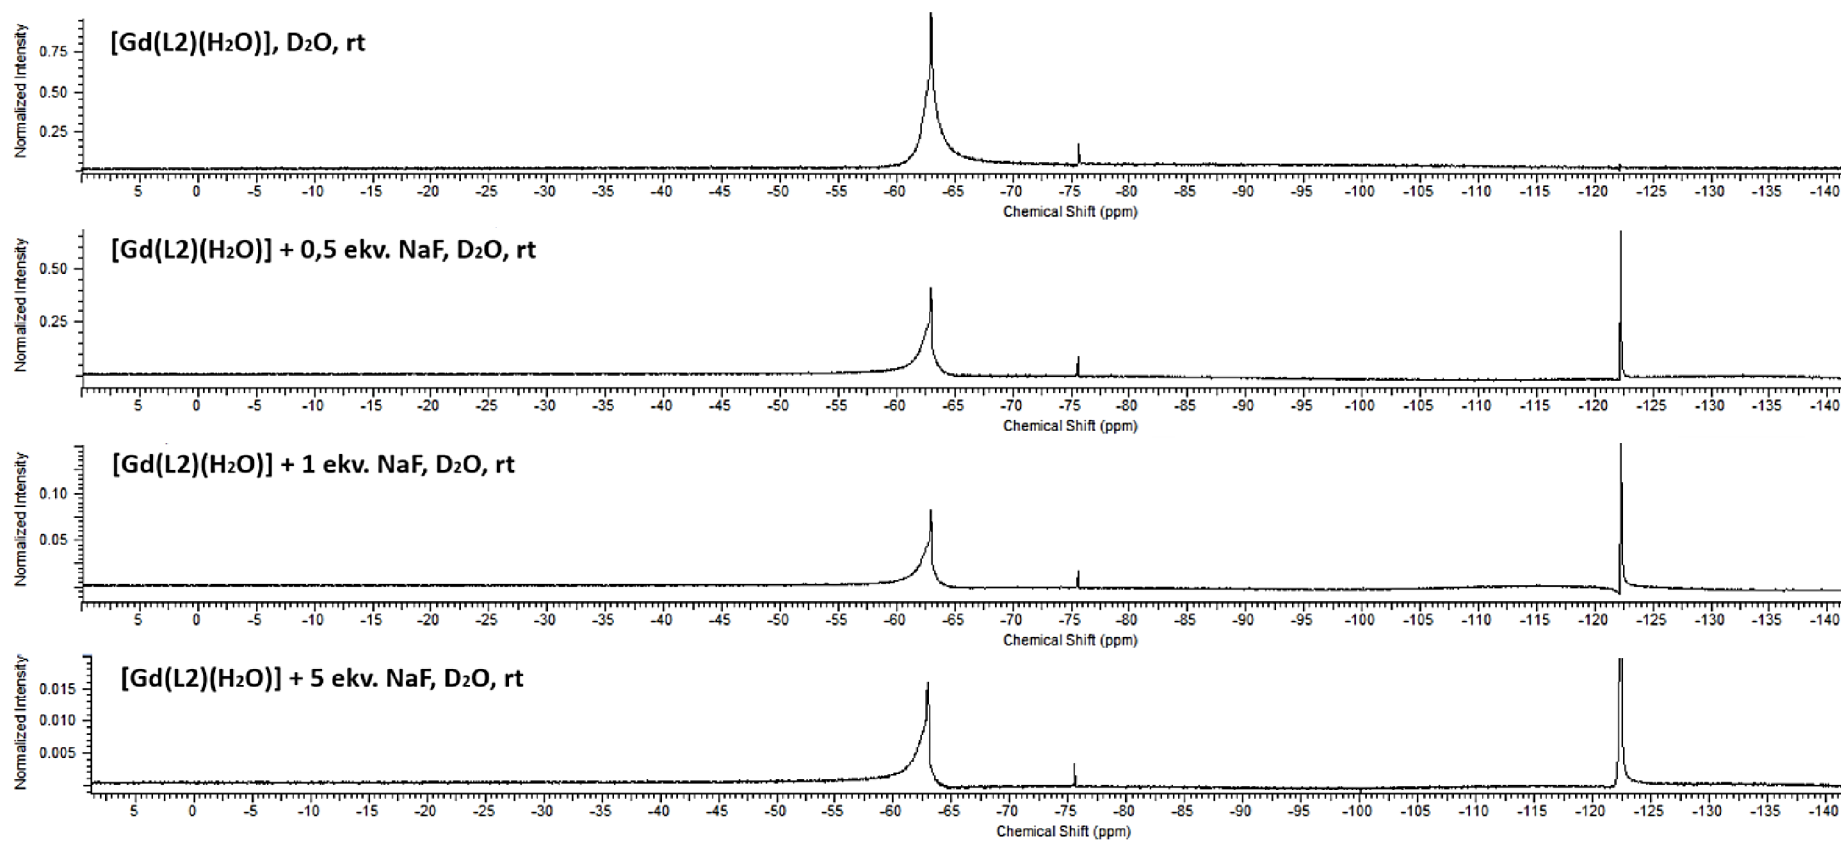 [Gd(L2)(H2O)], D2O, rt
Normalized Intensity
0.75
0.50
0.25
5 0 -5 -10 -15 -20 -25 -30 -35 -40 -45 -50 -55 -60 -65 -70 -75 -80 -85 -90 -95 -100 -105 -110 -115 -120 -125 -130 -135 -140
Chemical Shift (ppm)
[Gd(L2)(H2O)] + 0,5 ekv. NaF, D2O, rt
Normalized Intensity
0.50
0.25
5 0 -5 -10 -15 -20 -25 -30 -35 -40 -45 -50 -55 -60 -65 -70 -75 -80 -85 -90 -95 -100 -105 -110 -115 -120 -125 -130 -135 -140
Chemical Shift (ppm)
[Gd(L2)(H2O)] + 1 ekv. NaF, D2O, rt
Normalized Intensity
0.10
0.05
5 0 -5 -10 -15 -20 -25 -30 -35 -40 -45 -50 -55 -60 -65 -70 -75 -80 -85 -90 -95 -100 -105 -110 -115 -120 -125 -130 -135 -140
Chemical Shift (ppm)
[Gd(L2)(H2O)] + 5 ekv. NaF, D2O, rt
Normalized Intensity
0.015
0.010
0.005
5 0 -5 -10 -15 -20 -25 -30 -35 -40 -45 -50 -55 -60 -65 -70 -75 -80 -85 -90 -95 -100 -105 -110 -115 -120 -125 -130 -135 -140
Chemical Shift (ppm)